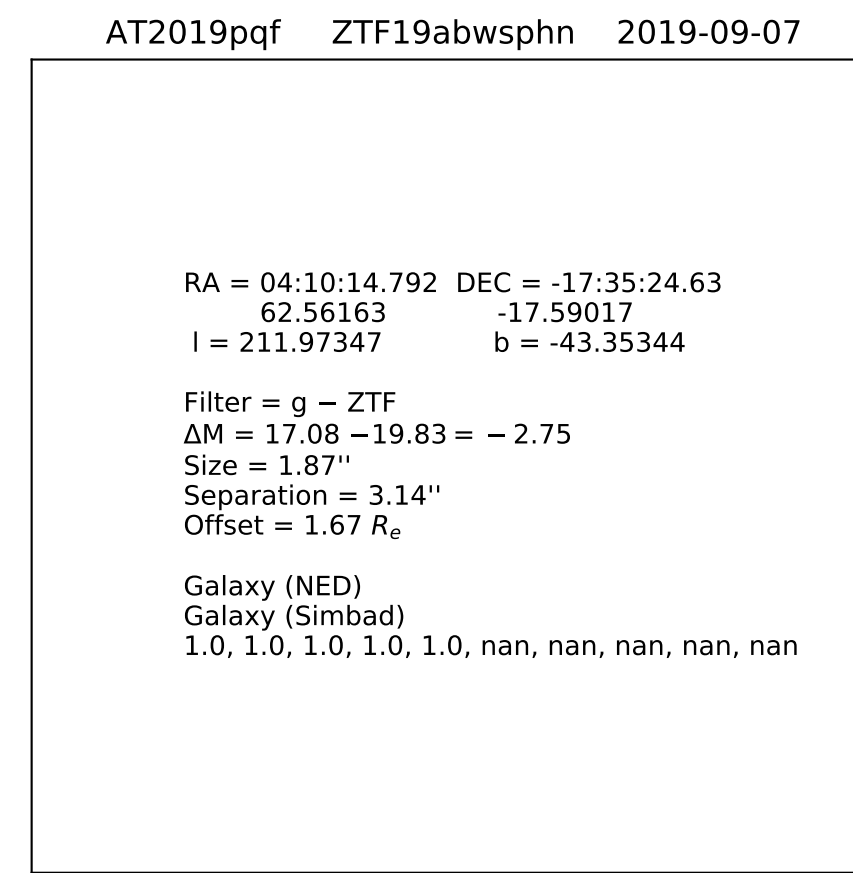 AT2019pqf ZTF19abwsphn 2019-09-07
RA = 04:10:14.792 DEC = -17:35:24.63
62.56163 -17.59017
l = 211.97347 b = -43.35344
Filter = g − ZTF
ΔM = 17.08 −19.83 = − 2.75
Size = 1.87''
Separation = 3.14''
Offset = 1.67 Re
Galaxy (NED)
Galaxy (Simbad)
1.0, 1.0, 1.0, 1.0, 1.0, nan, nan, nan, nan, nan